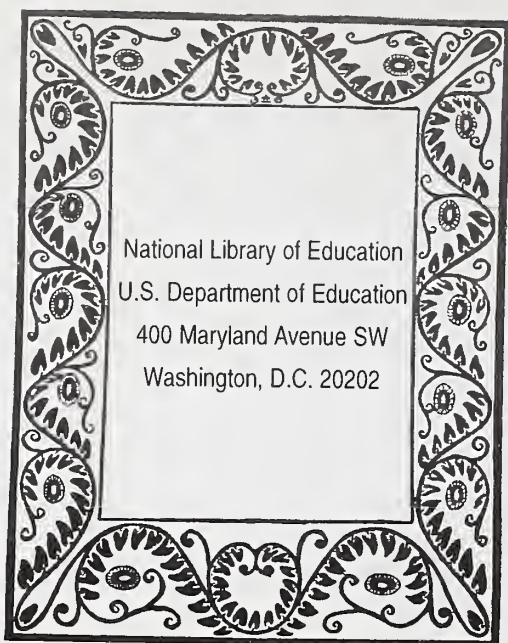 National Library of Education
U.S. Department of Education
400 Maryland Avenue SW
Washington, D.C. 20202